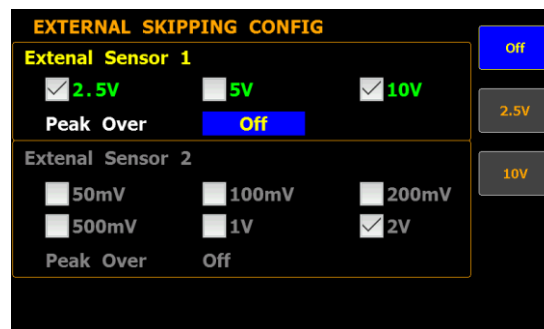 EXTERNAL SKIPPING CONFIG
Extenal Sensor 1
2.5V 5V 10V
Peak Over Off
Extenal Sensor 2
50mV 100mV 200mV
500mV 1V 2V
Peak Over Off
Off
2.5V
10V